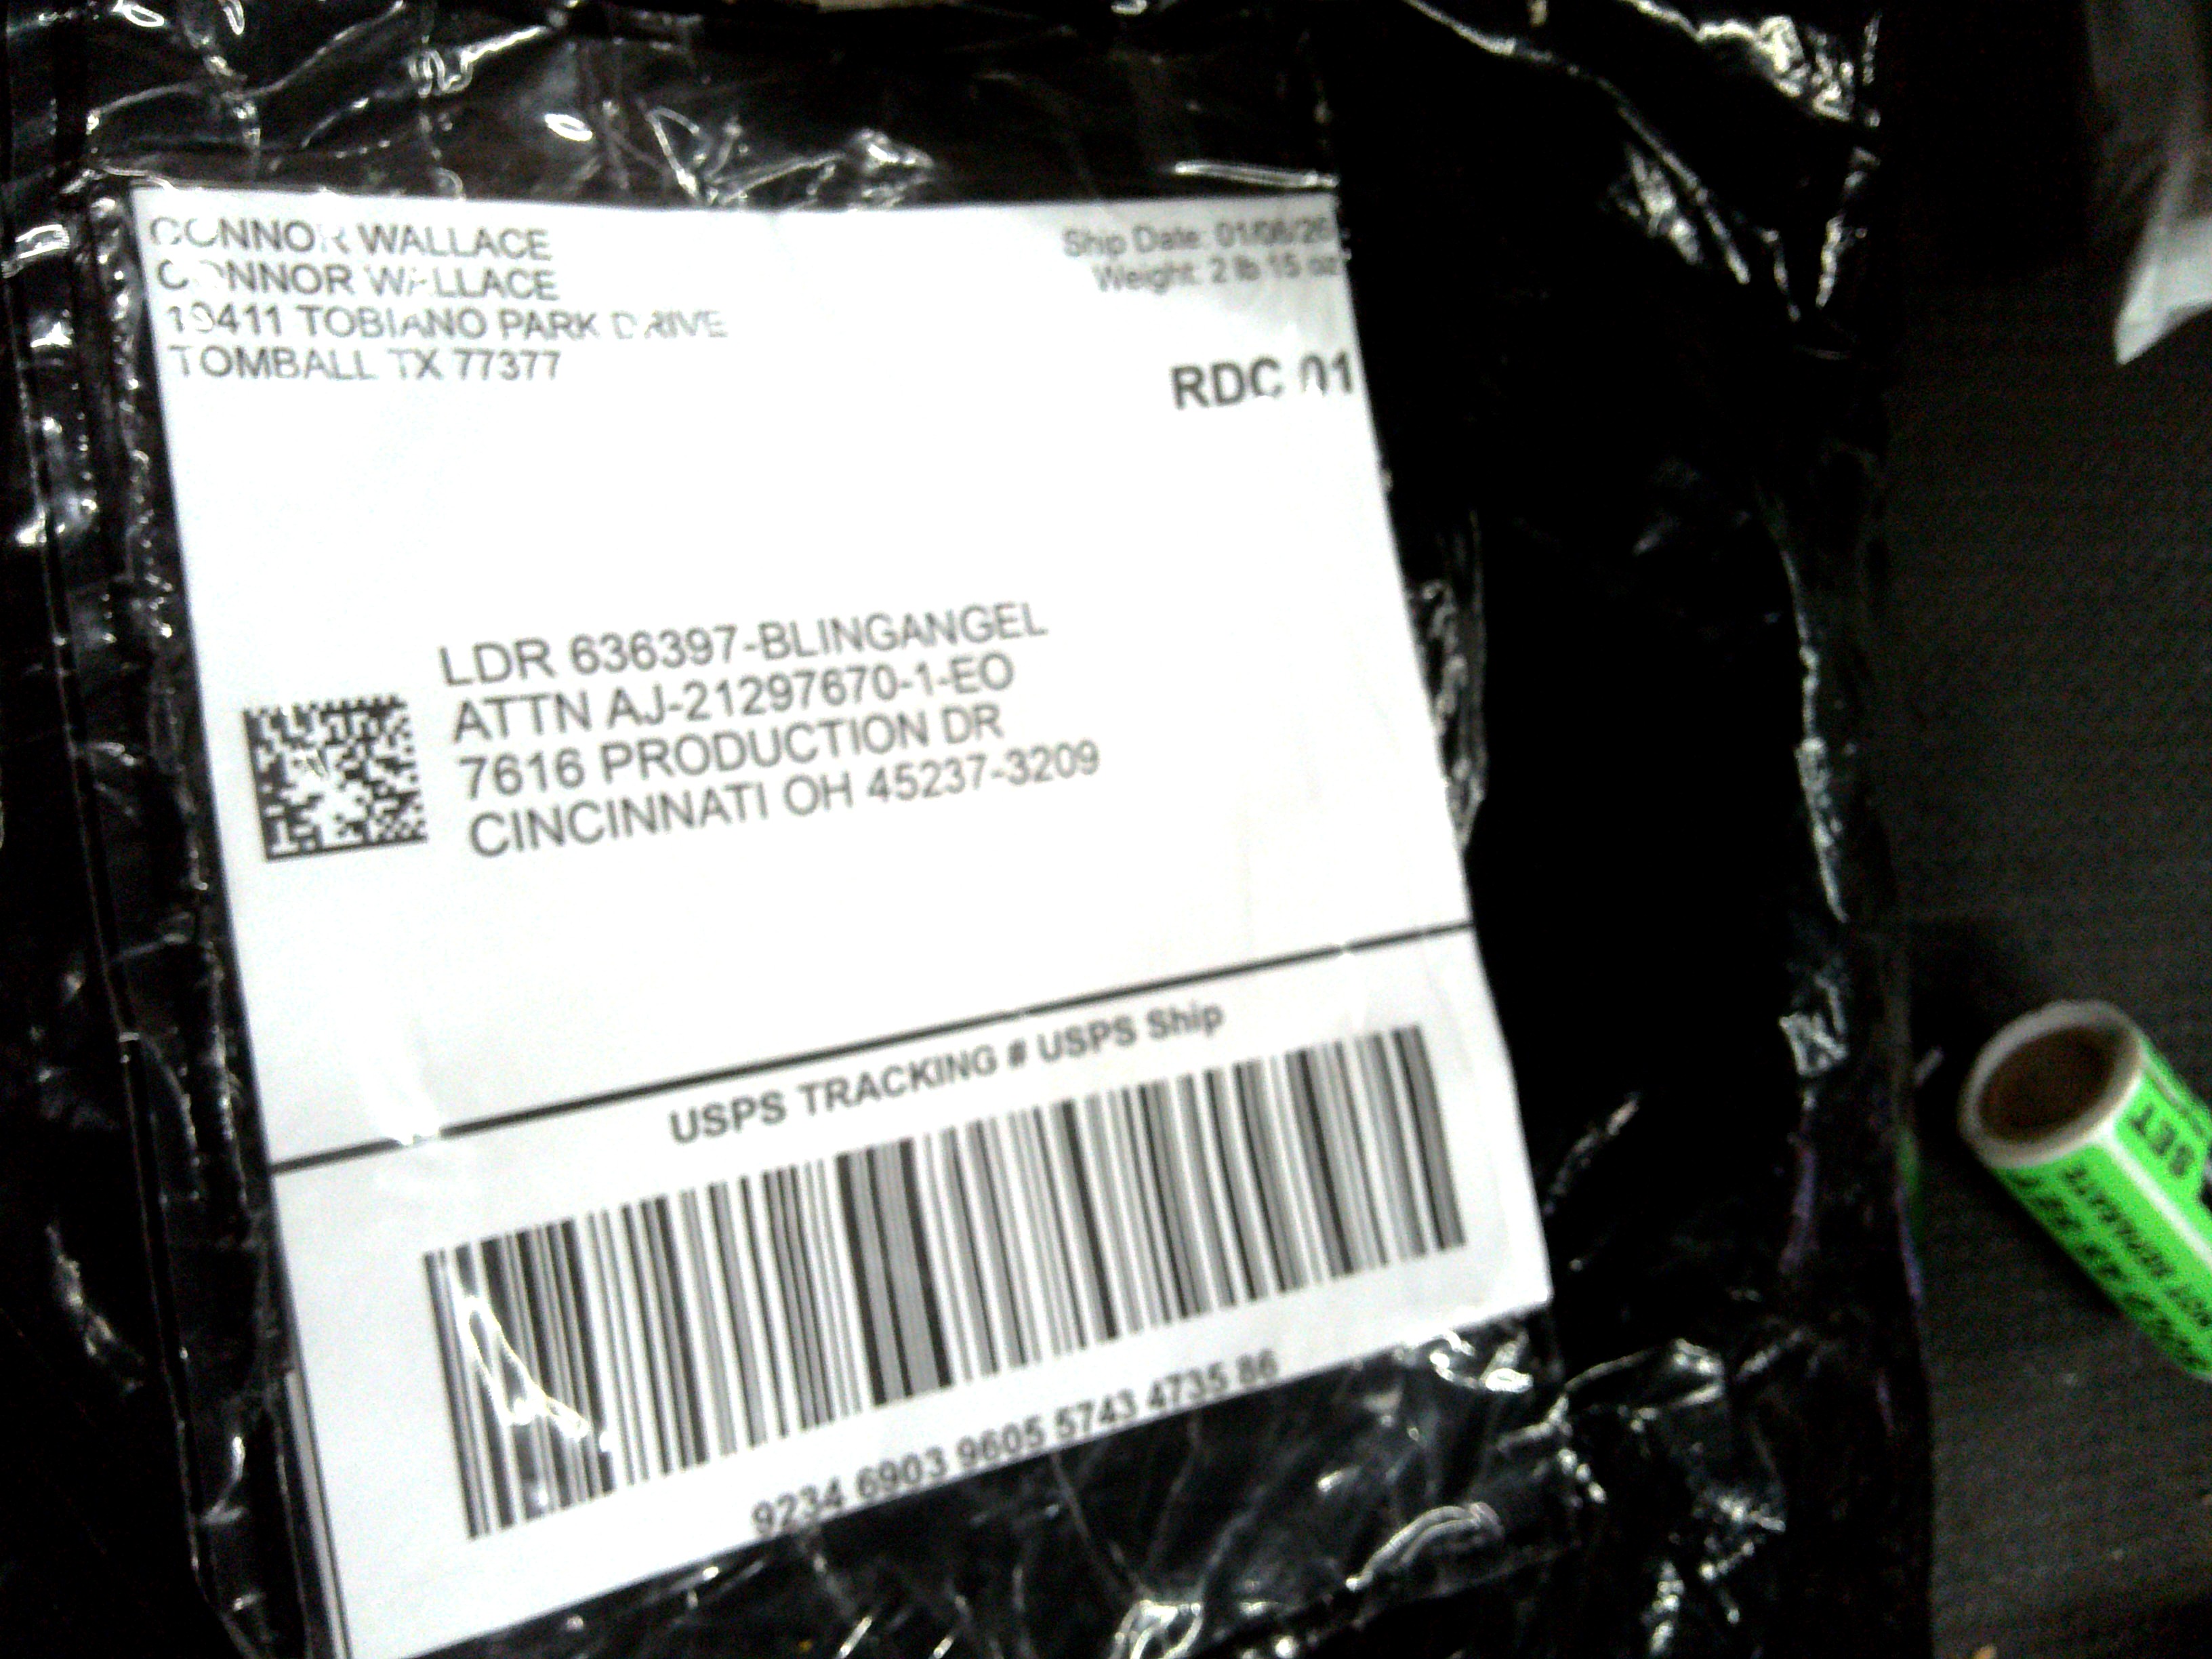 CONNOR WALLACE
CONNOR WALLACE
TOBIANO PARK DRIVE
TOMBALL TX 77377
Ship Date: 01/06/26
Weight: 2 lb 15 oz
RDC 01
LDR 636397-BLINGANGEL
ATTN AJ-21297670-1-EO
7616 PRODUCTION DR
CINCINNATI OH 45237-3209
USPS TRACKING # USPS Ship
9234 6903 9605 5743 4735 86
SET
SEPARATE